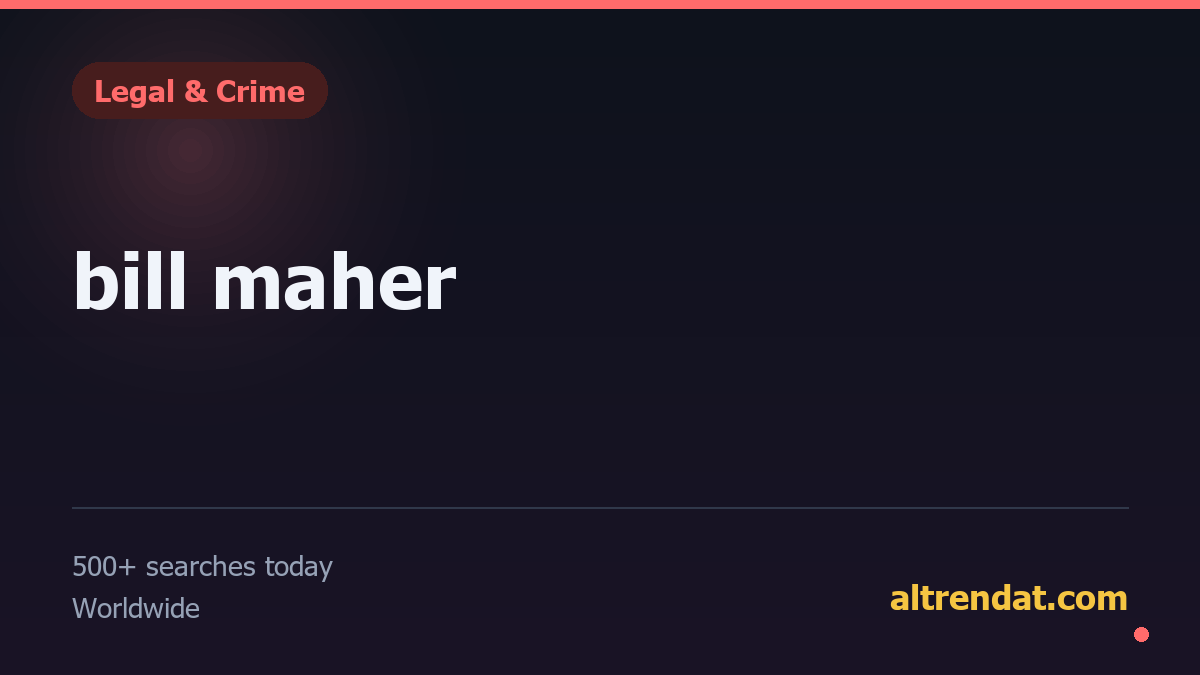 Legal & Crime
bill maher
500+ searches today
Worldwide
altrendat.com